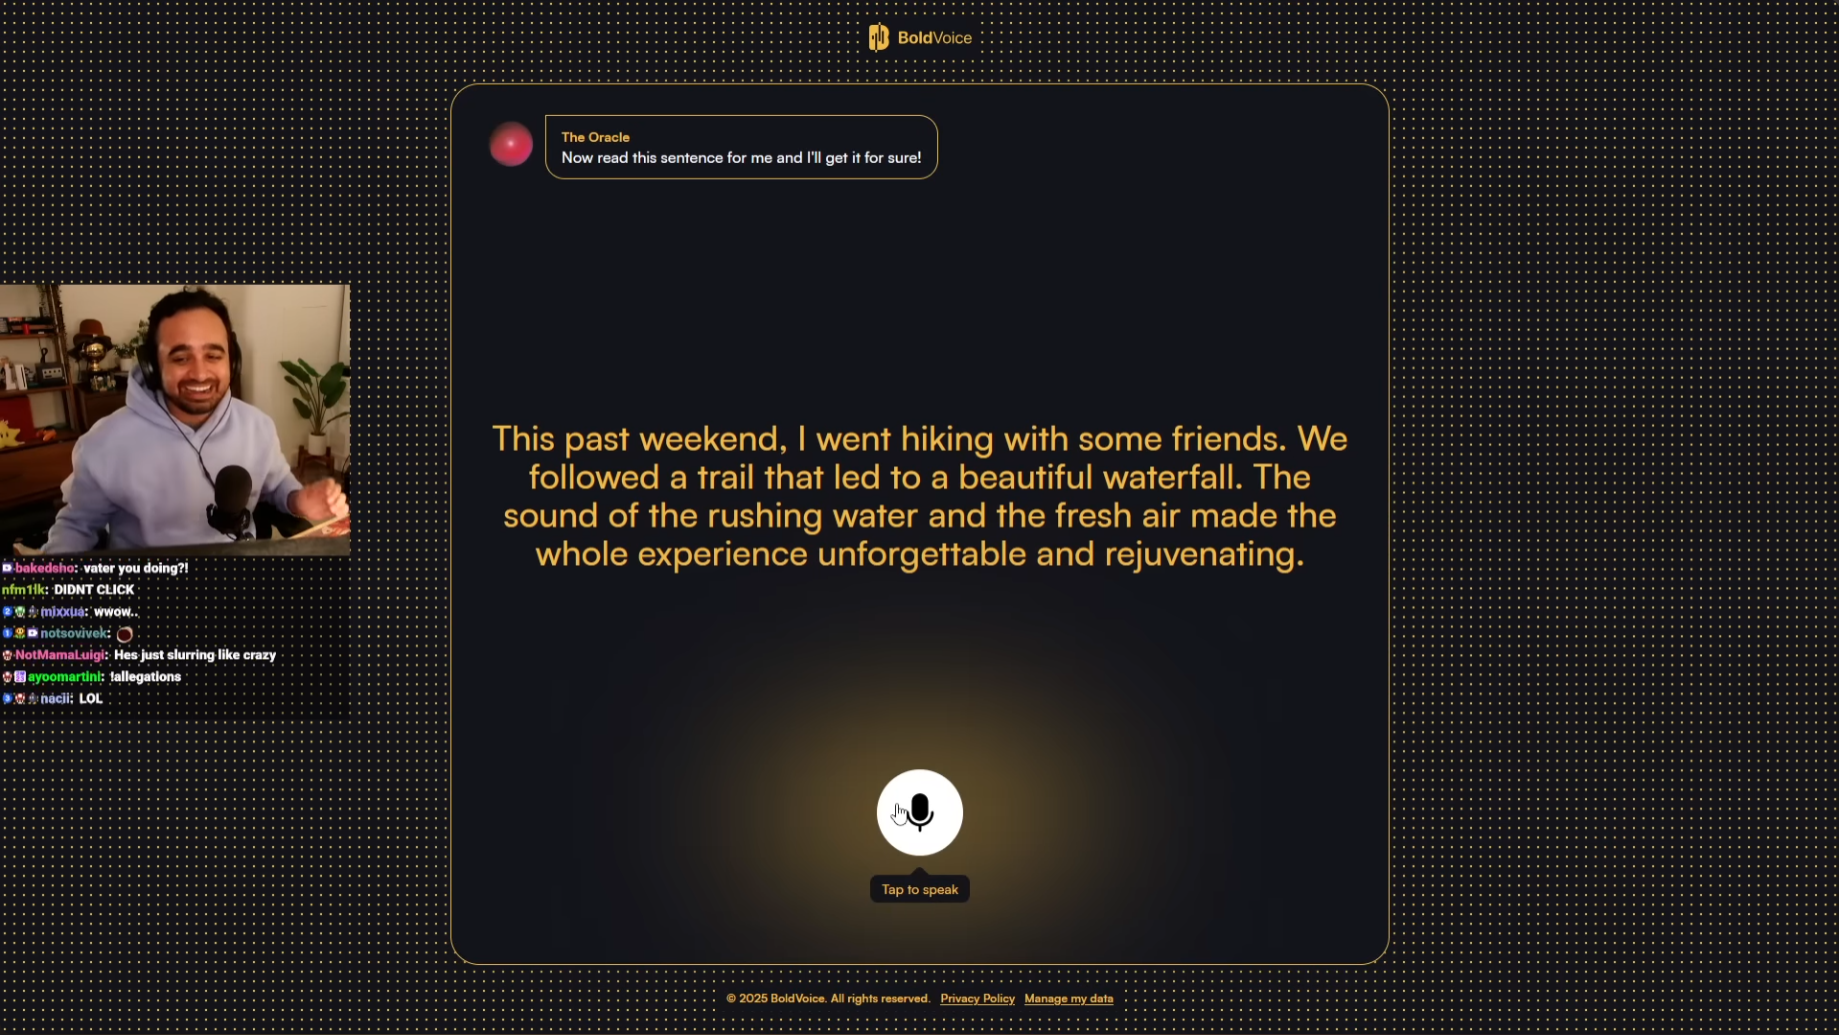 BoldVoice
The Oracle
Now read this sentence for me and I'll get it for sure!
This past weekend, I went hiking with some friends. We
followed a trail that led to a beautiful waterfall. The
sound of the rushing water and the fresh air made the
whole experience unforgettable and rejuvenating.
Tap to speak
bakedsho: vater you doing?!
nfm1lk: DIDNT CLICK
mixxua: wwow..
notsovivek:
NotMamaLuigi: Hes just slurring like crazy
ayoomartini: !allegations
nacii: LOL
© 2025 BoldVoice. All rights reserved. Privacy Policy Manage my data